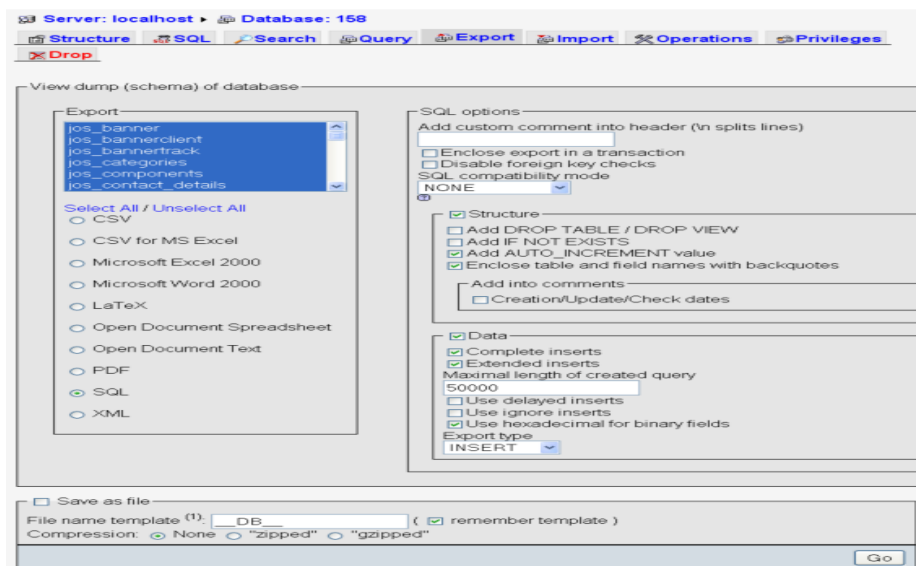 Server: localhost ▸ Database: 158
Structure SQL Search Query Export Import Operations Privileges
Drop
View dump (schema) of database
Export
jos_banner
jos_bannerclient
jos_bannertrack
jos_categories
jos_components
jos_contact_details
Select All / Unselect All
CSV
CSV for MS Excel
Microsoft Excel 2000
Microsoft Word 2000
LaTeX
Open Document Spreadsheet
Open Document Text
PDF
SQL
XML
SQL options
Add custom comment into header (\n splits lines)
Enclose export in a transaction
Disable foreign key checks
SQL compatibility mode
NONE
Structure
Add DROP TABLE / DROP VIEW
Add IF NOT EXISTS
Add AUTO_INCREMENT value
Enclose table and field names with backquotes
Add into comments
Creation/Update/Check dates
Data
Complete inserts
Extended inserts
Maximal length of created query
50000
Use delayed inserts
Use ignore inserts
Use hexadecimal for binary fields
Export type
INSERT
Save as file
File name template (1): __DB__ ( remember template )
Compression: None "zipped" "gzipped"
Go